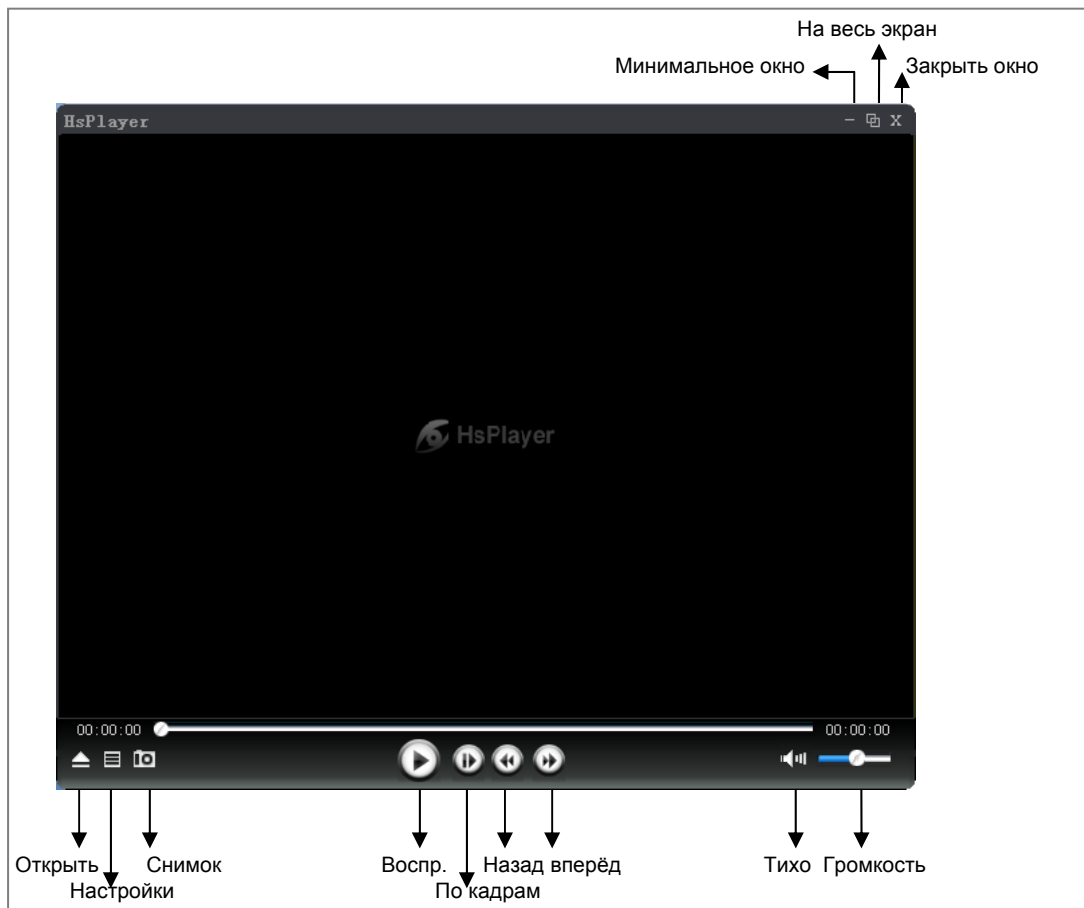 На весь экран
Минимальное окно
Закрыть окно
HsPlayer
HsPlayer
00:00:00
00:00:00
Открыть
Снимок
Воспр.
Назад вперёд
Тихо
Громкость
Настройки
По кадрам